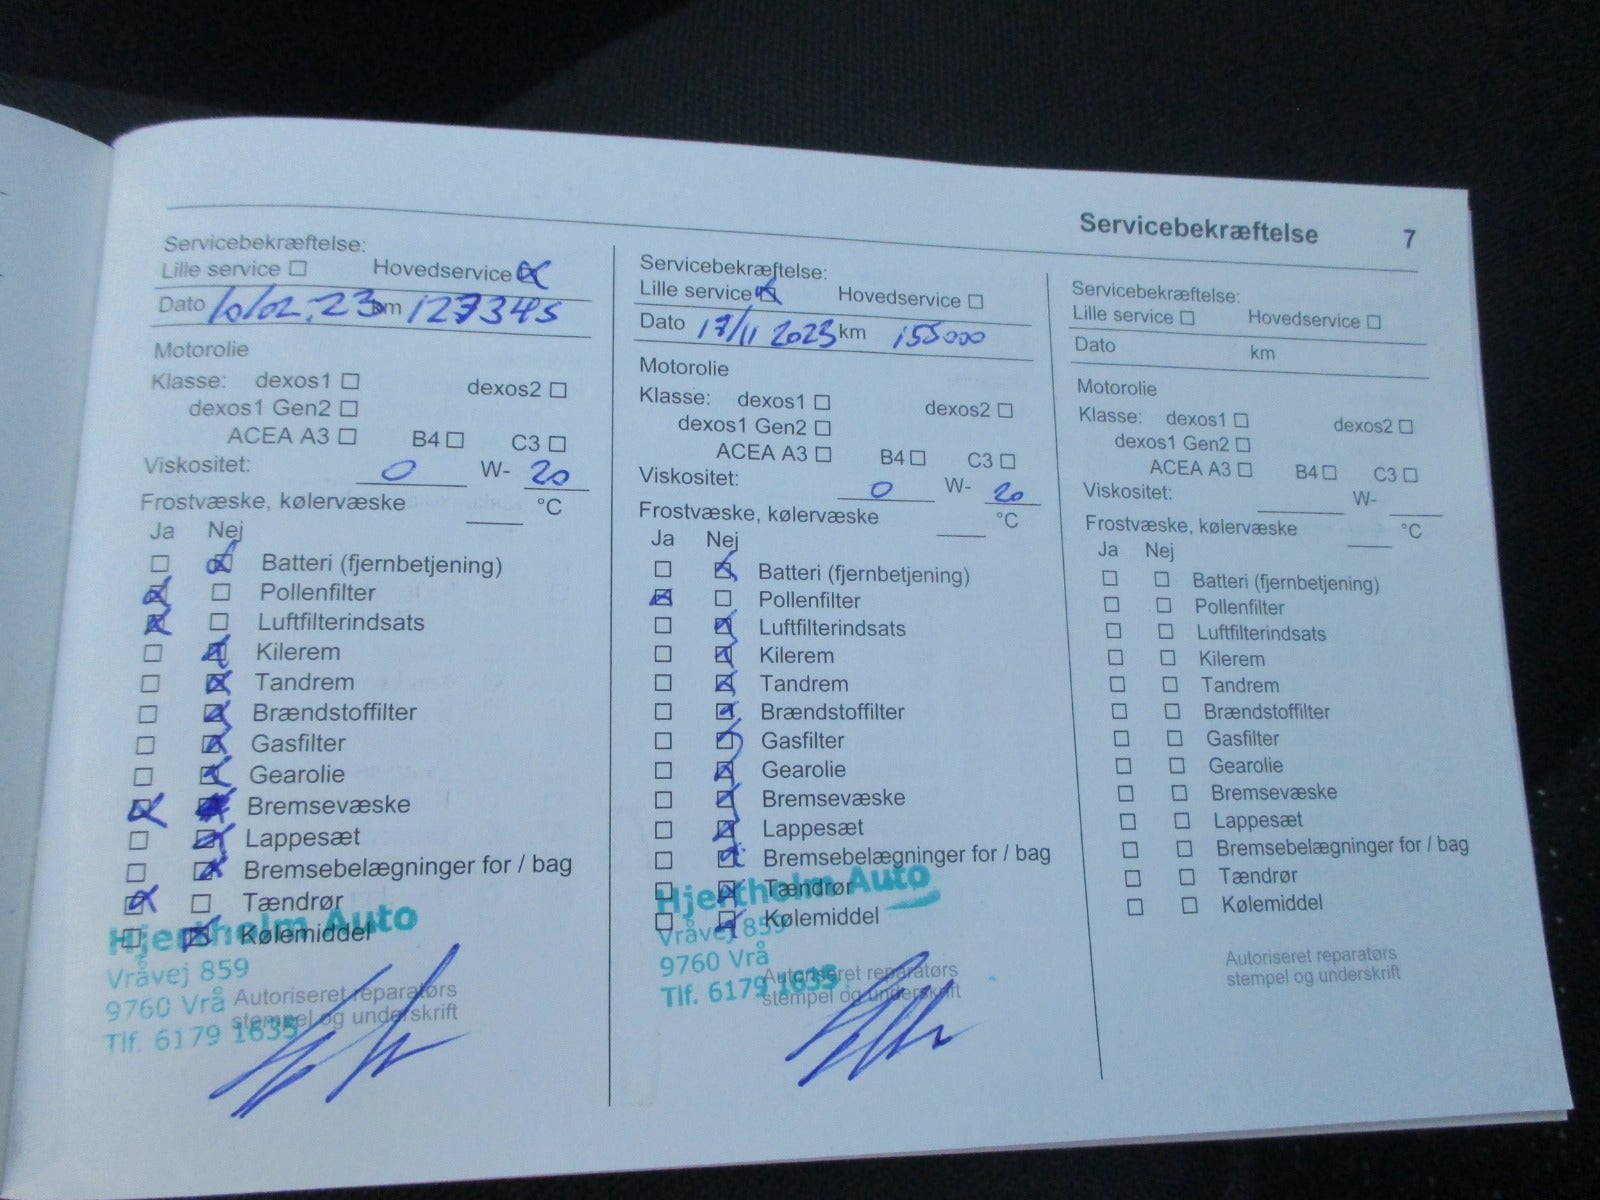 Servicebekræftelse 7
Servicebekræftelse:
Lille service ☐ Hovedservice ☒
Dato 10/02.23 km 127345
Motorolie
Klasse: dexos1 ☐ dexos2 ☐
dexos1 Gen2 ☐
ACEA A3 ☐ B4 ☐ C3 ☐
Viskositet: 0 W- 20
Frostvæske, kølervæske °C
Ja Nej
☐ ☒ Batteri (fjernbetjening)
☒ ☐ Pollenfilter
☒ ☐ Luftfilterindsats
☐ ☒ Kilerem
☐ ☒ Tandrem
☐ ☒ Brændstoffilter
☐ ☒ Gasfilter
☐ ☒ Gearolie
☒ ☒ Bremsevæske
☐ ☒ Lappesæt
☐ ☒ Bremsebelægninger for / bag
☒ ☐ Tændrør
☐ ☒ Kølemiddel
Hjertholm Auto
Vråvej 859
9760 Vrå
Tlf. 6179 1635
Autoriseret reparatørs
stempel og underskrift
Servicebekræftelse:
Lille service ☒ Hovedservice ☐
Dato 17/11 2023 km 155000
Motorolie
Klasse: dexos1 ☐ dexos2 ☐
dexos1 Gen2 ☐
ACEA A3 ☐ B4 ☐ C3 ☐
Viskositet: 0 W- 20
Frostvæske, kølervæske °C
Ja Nej
☐ ☒ Batteri (fjernbetjening)
☒ ☐ Pollenfilter
☐ ☒ Luftfilterindsats
☐ ☒ Kilerem
☐ ☒ Tandrem
☐ ☒ Brændstoffilter
☐ ☒ Gasfilter
☐ ☒ Gearolie
☐ ☒ Bremsevæske
☐ ☒ Lappesæt
☐ ☒ Bremsebelægninger for / bag
☐ ☒ Tændrør
☐ ☒ Kølemiddel
Hjertholm Auto
Vråvej 859
9760 Vrå
Tlf. 6179 1635
Autoriseret reparatørs
stempel og underskrift
Servicebekræftelse:
Lille service ☐ Hovedservice ☐
Dato km
Motorolie
Klasse: dexos1 ☐ dexos2 ☐
dexos1 Gen2 ☐
ACEA A3 ☐ B4 ☐ C3 ☐
Viskositet: W-
Frostvæske, kølervæske °C
Ja Nej
☐ ☐ Batteri (fjernbetjening)
☐ ☐ Pollenfilter
☐ ☐ Luftfilterindsats
☐ ☐ Kilerem
☐ ☐ Tandrem
☐ ☐ Brændstoffilter
☐ ☐ Gasfilter
☐ ☐ Gearolie
☐ ☐ Bremsevæske
☐ ☐ Lappesæt
☐ ☐ Bremsebelægninger for / bag
☐ ☐ Tændrør
☐ ☐ Kølemiddel
Autoriseret reparatørs
stempel og underskrift